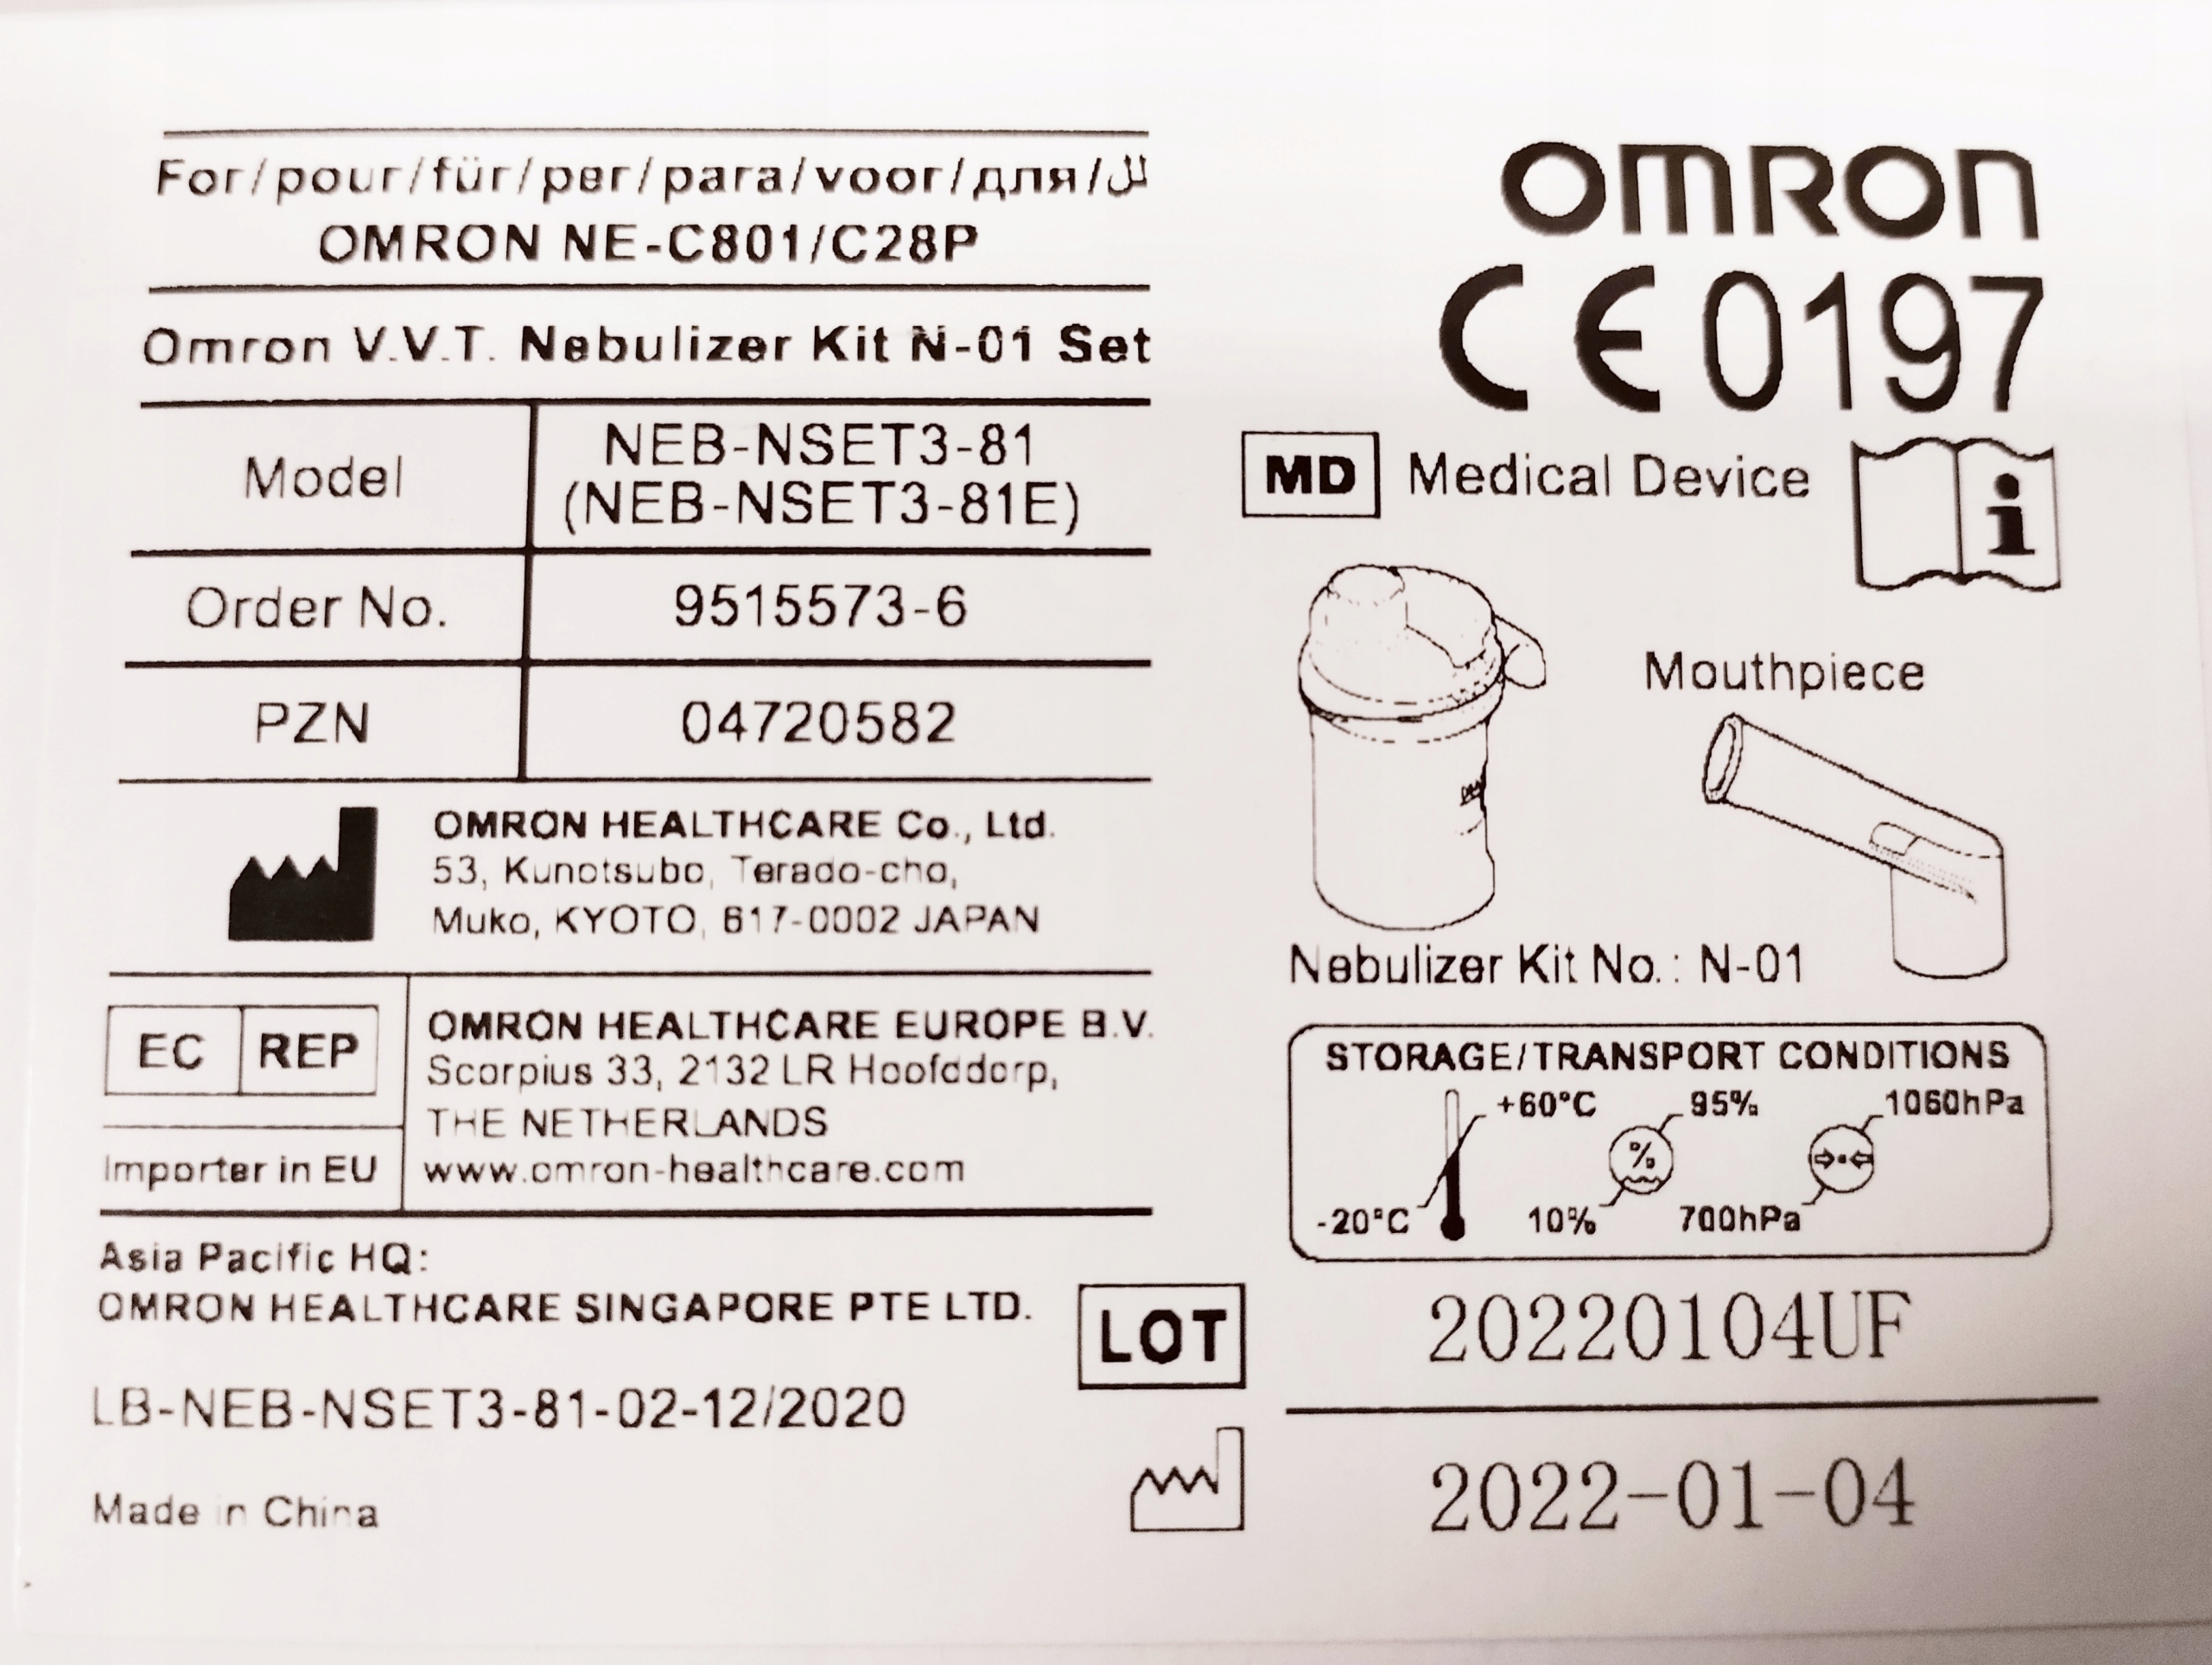 For/pour/für/per/para/voor/для/لل
OMRON NE-C801/C28P
Omron V.V.T. Nebulizer Kit N-01 Set
Model
NEB-NSET3-81
(NEB-NSET3-81E)
Order No.
9515573-6
PZN
04720582
OMRON HEALTHCARE Co., Ltd.
53, Kunotsubo, Terado-cho,
Muko, KYOTO, 617-0002 JAPAN
EC REP
OMRON HEALTHCARE EUROPE B.V.
Scorpius 33, 2132 LR Hoofddorp,
THE NETHERLANDS
Importer in EU
www.omron-healthcare.com
Asia Pacific HQ:
OMRON HEALTHCARE SINGAPORE PTE LTD.
LB-NEB-NSET3-81-02-12/2020
Made in China
OMRON
CE 0197
MD Medical Device
i
Mouthpiece
Nebulizer Kit No.: N-01
STORAGE/TRANSPORT CONDITIONS
+60°C 95% 1060hPa
%
-20°C 10% 700hPa
LOT 20220104UF
2022-01-04